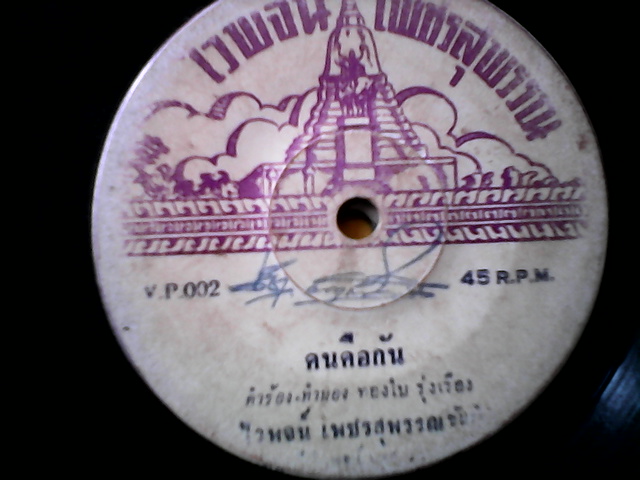 ไวพจน์ เพชรสุพรรณ
V.P.002
45 R.P.M.
คนคือกัน
คำร้อง-ทำนอง ทองใบ รุ่งเรือง
ไวพจน์ เพชรสุพรรณ